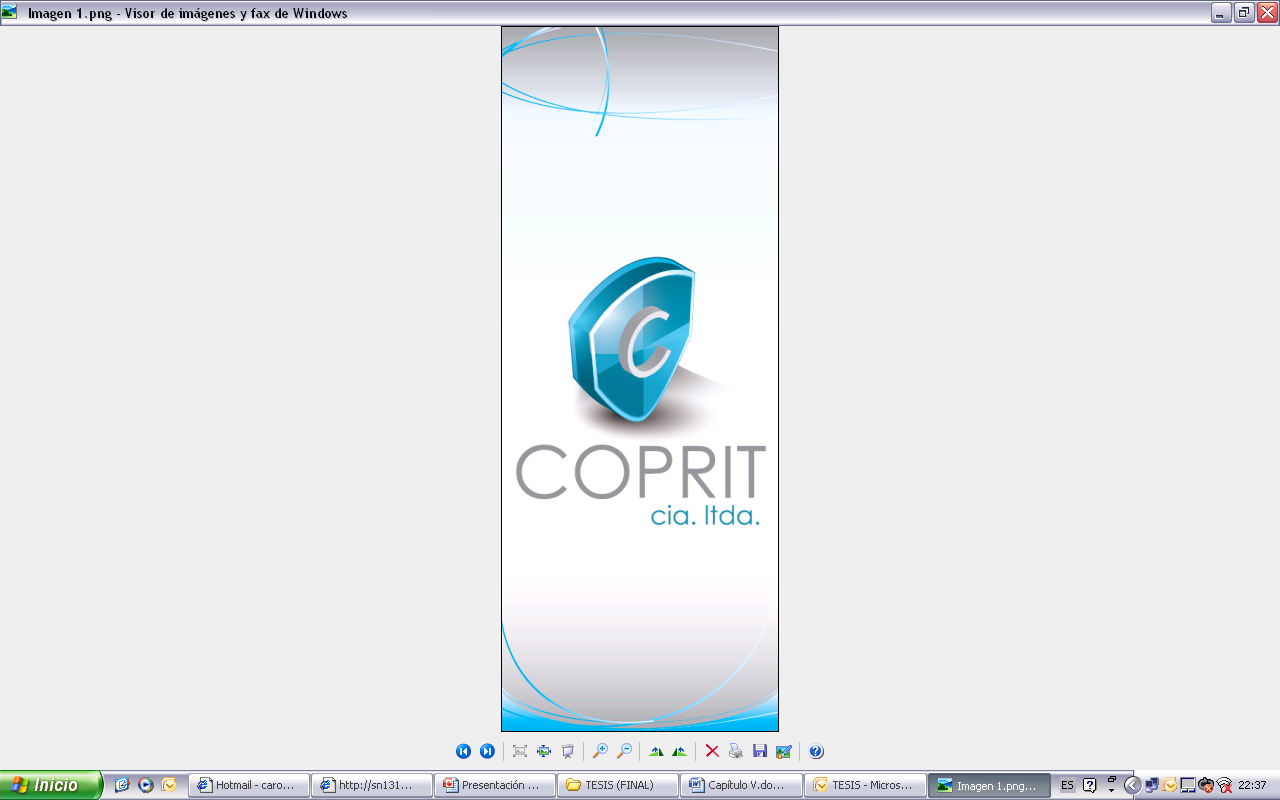 Imagen 1.png - Visor de imágenes y fax de Windows
C
COPRIT
cia. ltda.
Inicio
Hotmail - caro...
http://sn131...
Presentación ...
TESIS (FINAL)
Capítulo V.do...
TESIS - Micros...
Imagen 1.png...
ES
22:37